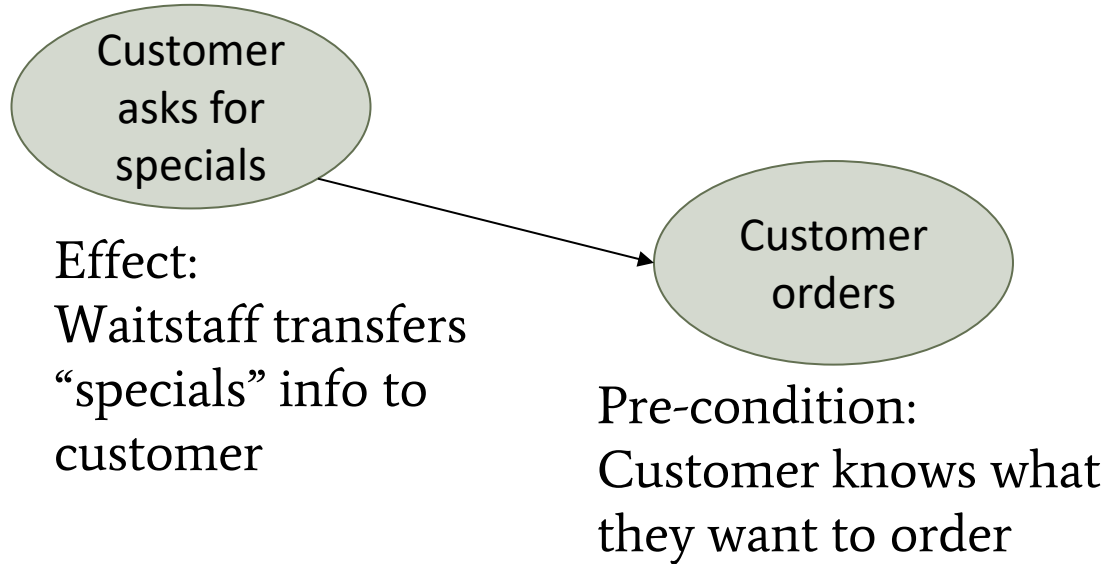 Customer
asks for
specials
Effect:
Waitstaff transfers
“specials” info to
customer
Customer
orders
Pre-condition:
Customer knows what
they want to order